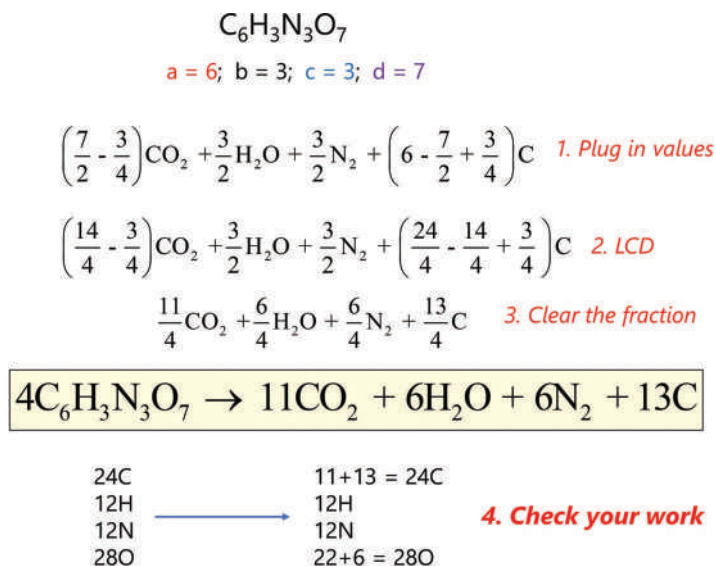 C₆H₃N₃O₇
a = 6; b = 3; c = 3; d = 7
(7/2 - 3/4)CO₂ + 3/2H₂O + 3/2N₂ + (6 - 7/2 + 3/4)C 1. Plug in values
(14/4 - 3/4)CO₂ + 3/2H₂O + 3/2N₂ + (24/4 - 14/4 + 3/4)C 2. LCD
11/4CO₂ + 6/4H₂O + 6/4N₂ + 13/4C 3. Clear the fraction
4C₆H₃N₃O₇ → 11CO₂ + 6H₂O + 6N₂ + 13C
24C 11+13 = 24C
12H 12H
12N → 12N 4. Check your work
28O 22+6 = 28O